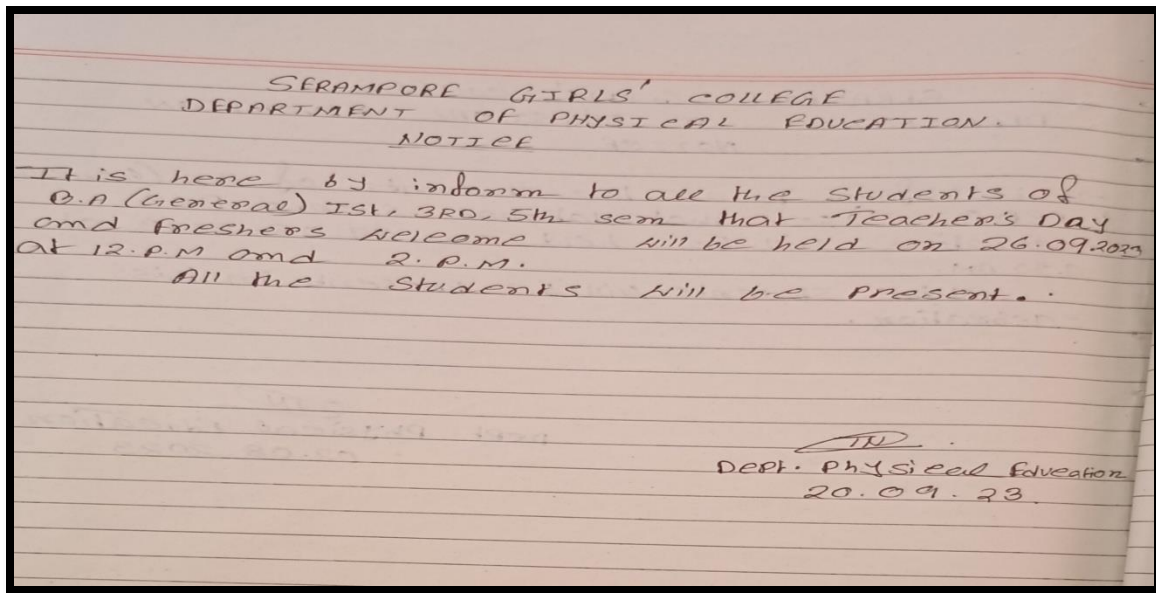 SERAMPORE GIRLS' COLLEGE
DEPARTMENT OF PHYSICAL EDUCATION.
NOTICE
It is here by inform to all the students of
B.A (General) Ist, 3RD, 5th sem that Teacher's Day
and freshers welcome will be held on 26.09.2023
at 12.P.M and 2.P.M.
All the Students will be present.
Dept. Physical Education
20.09.23